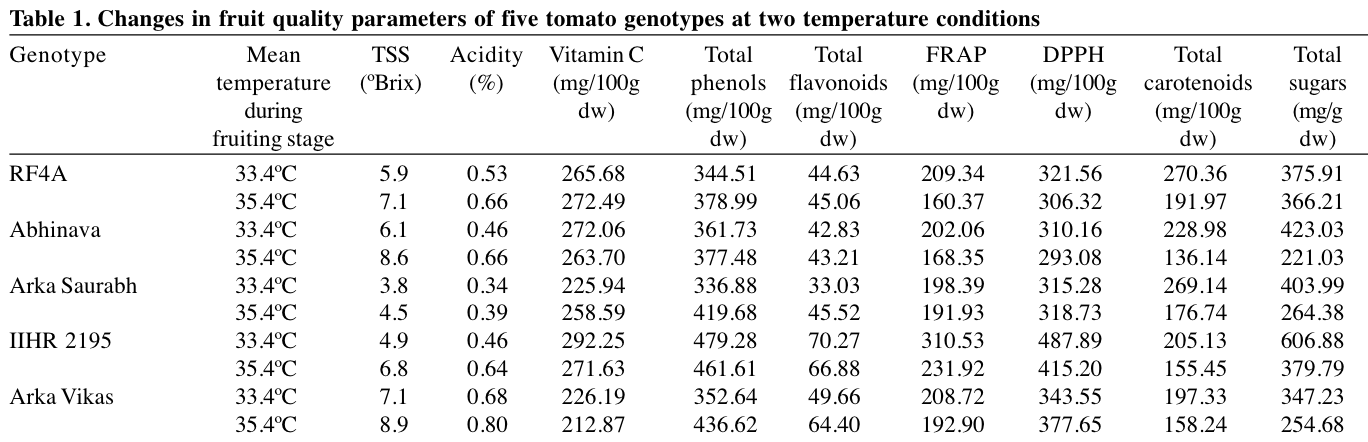 Table 1. Changes in fruit quality parameters of five tomato genotypes at two temperature conditions
Genotype Mean TSS Acidity Vitamin C Total Total FRAP DPPH Total Total
temperature (ºBrix) (%) (mg/100g phenols flavonoids (mg/100g (mg/100g carotenoids sugars
during dw) (mg/100g (mg/100g dw) dw) (mg/100g (mg/g
fruiting stage dw) dw) dw) dw)
RF4A 33.4ºC 5.9 0.53 265.68 344.51 44.63 209.34 321.56 270.36 375.91
35.4ºC 7.1 0.66 272.49 378.99 45.06 160.37 306.32 191.97 366.21
Abhinava 33.4ºC 6.1 0.46 272.06 361.73 42.83 202.06 310.16 228.98 423.03
35.4ºC 8.6 0.66 263.70 377.48 43.21 168.35 293.08 136.14 221.03
Arka Saurabh 33.4ºC 3.8 0.34 225.94 336.88 33.03 198.39 315.28 269.14 403.99
35.4ºC 4.5 0.39 258.59 419.68 45.52 191.93 318.73 176.74 264.38
IIHR 2195 33.4ºC 4.9 0.46 292.25 479.28 70.27 310.53 487.89 205.13 606.88
35.4ºC 6.8 0.64 271.63 461.61 66.88 231.92 415.20 155.45 379.79
Arka Vikas 33.4ºC 7.1 0.68 226.19 352.64 49.66 208.72 343.55 197.33 347.23
35.4ºC 8.9 0.80 212.87 436.62 64.40 192.90 377.65 158.24 254.68